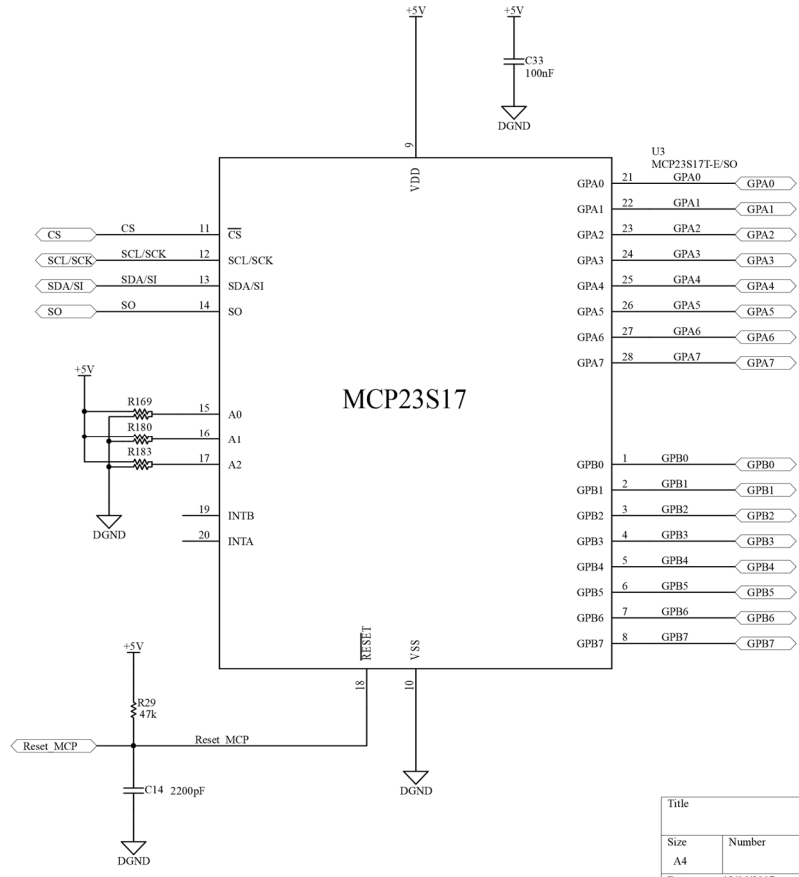 +5V
+5V
C33
100nF
DGND
9
VDD
U3
MCP23S17T-E/SO
GPA0 21 GPA0 GPA0
GPA1 22 GPA1 GPA1
GPA2 23 GPA2 GPA2
GPA3 24 GPA3 GPA3
GPA4 25 GPA4 GPA4
GPA5 26 GPA5 GPA5
GPA6 27 GPA6 GPA6
GPA7 28 GPA7 GPA7
CS CS 11 CS
SCL/SCK SCL/SCK 12 SCL/SCK
SDA/SI SDA/SI 13 SDA/SI
SO SO 14 SO
MCP23S17
+5V
R169 15 A0
R180 16 A1
R183 17 A2
DGND
19 INTB
20 INTA
GPB0 1 GPB0 GPB0
GPB1 2 GPB1 GPB1
GPB2 3 GPB2 GPB2
GPB3 4 GPB3 GPB3
GPB4 5 GPB4 GPB4
GPB5 6 GPB5 GPB5
GPB6 7 GPB6 GPB6
GPB7 8 GPB7 GPB7
RESET
VSS
18
10
+5V
R29
47k
Reset MCP Reset MCP
C14 2200pF
DGND
DGND
Title
Size Number
A4